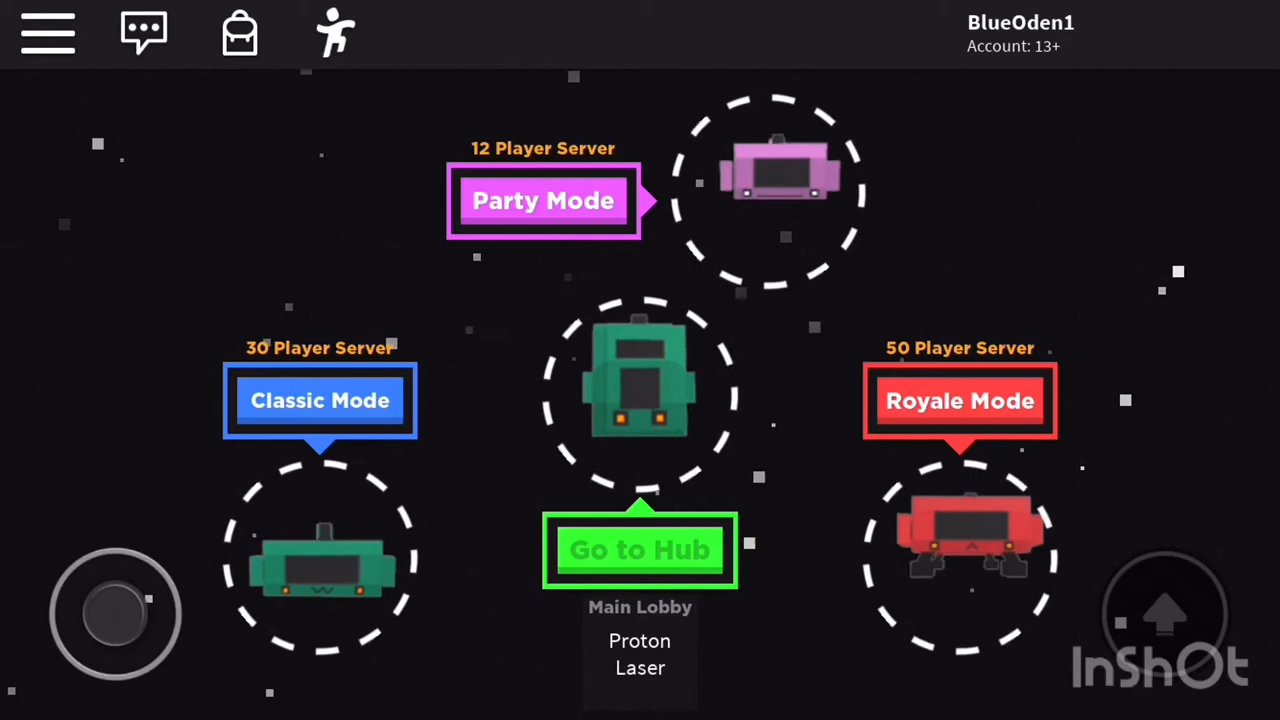 BlueOden1
Account: 13+
12 Player Server
Party Mode
30 Player Server
Classic Mode
50 Player Server
Royale Mode
Go to Hub
Main Lobby
Proton
Laser
InShOt